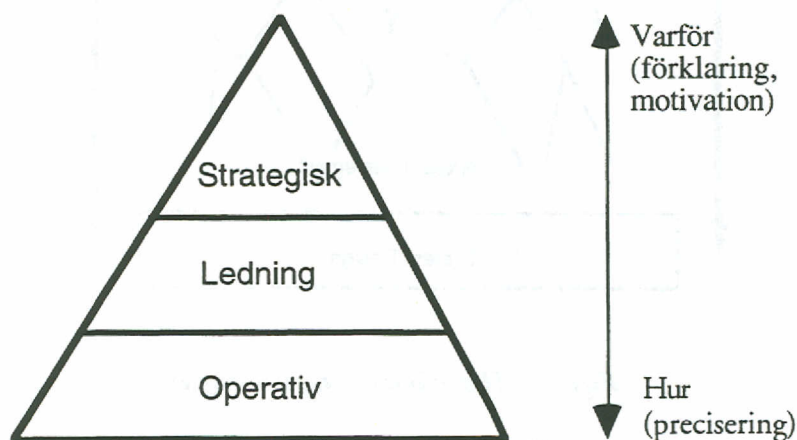 Strategisk
Ledning
Operativ
Varför
(förklaring,
motivation)
Hur
(precisering)